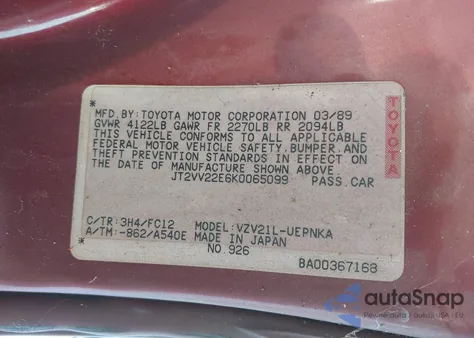 MFD.BY:TOYOTA MOTOR CORPORATION 03/89
GVWR 4122LB GAWR FR 2270LB RR 2094LB
THIS VEHICLE CONFORMS TO ALL APPLICABLE
FEDERAL MOTOR VEHICLE SAFETY,BUMPER,AND
THEFT PREVENTION STANDARDS IN EFFECT ON
THE DATE OF MANUFACTURE SHOWN ABOVE.
JT2VV22E6K0065099 PASS.CAR
TOYOTA
C/TR:3H4/FC12 MODEL:VZV21L-UEPNKA
A/TM:-862/A540E MADE IN JAPAN
NO.926
BA00367168
autoSnap